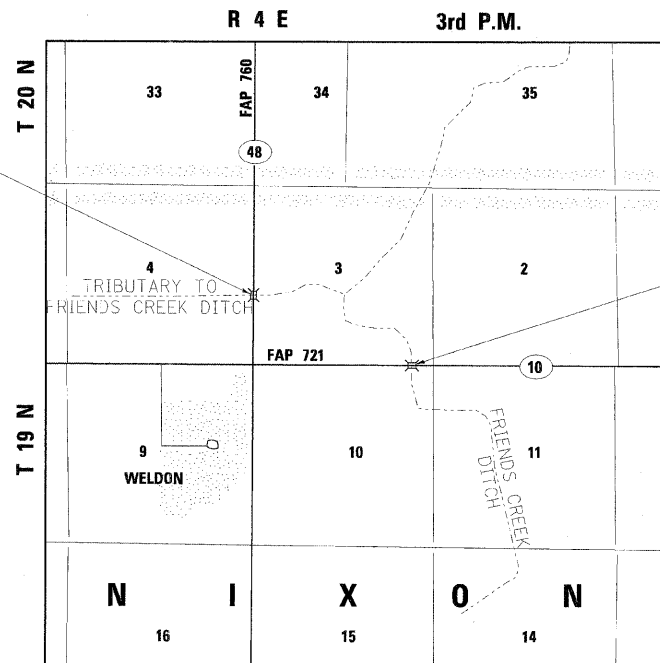 R 4 E 3rd P.M.
T 20 N
33
FAP 760
34
35
48
4
3
2
TRIBUTARY TO
FRIENDS CREEK DITCH
FAP 721
10
T 19 N
9
10
11
WELDON
FRIENDS CREEK
DITCH
N I X O N
16
15
14